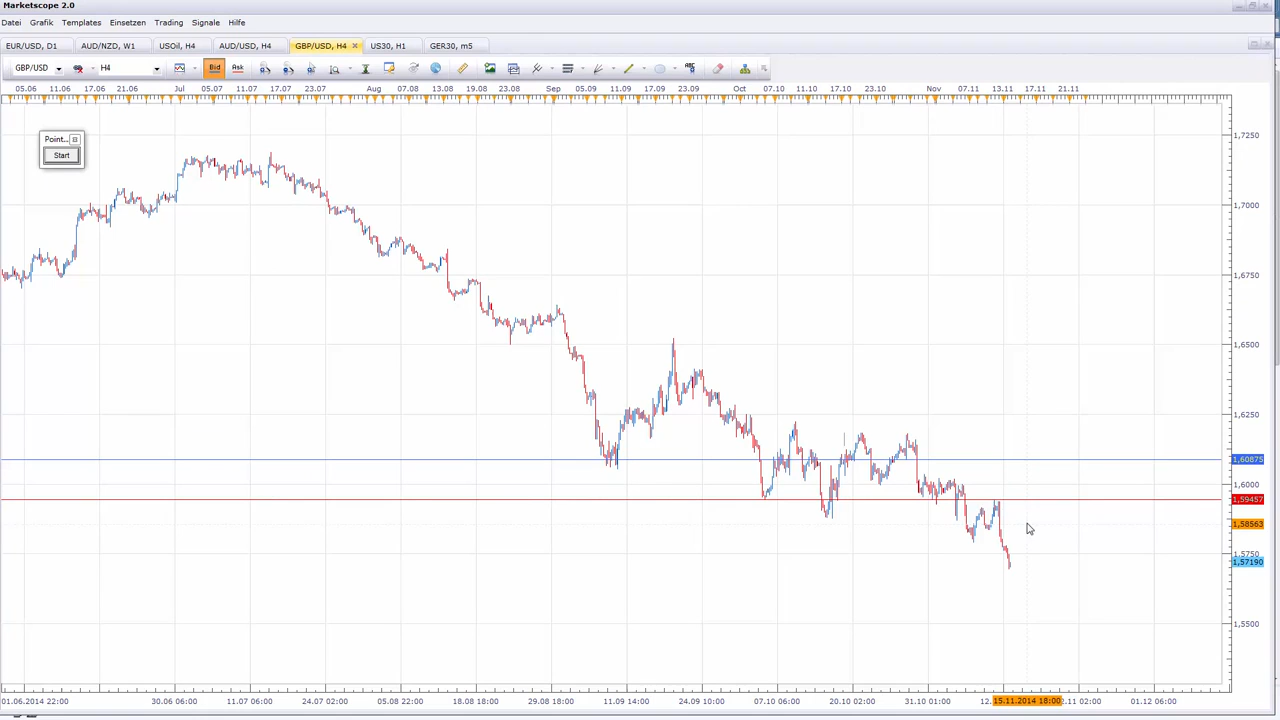 Marketscope 2.0
Datei Grafik Templates Einsetzen Trading Signale Hilfe
EUR/USD, D1 AUD/NZD, W1 USOil, H4 AUD/USD, H4 GBP/USD, H4 US30, H1 GER30, m5
GBP/USD H4 Bid Ask
05.06 11.06 17.06 21.06 Jul 05.07 11.07 17.07 23.07 Aug 07.08 13.08 19.08 23.08 Sep 05.09 11.09 17.09 23.09 Oct 07.10 11.10 17.10 23.10 Nov 07.11 13.11 17.11 21.11
1,7250
Point...
Start
1,7000
1,6750
1,6500
1,6250
1,60875
1,6000
1,59457
1,58563
1,5750
1,57190
1,5500
01.06.2014 22:00 30.06 06:00 11.07 06:00 24.07 02:00 05.08 22:00 18.08 18:00 29.08 18:00 11.09 14:00 24.09 10:00 07.10 06:00 20.10 02:00 31.10 02:00 12. 15.11.2014 18:00 .11 02:00 01.12 06:00